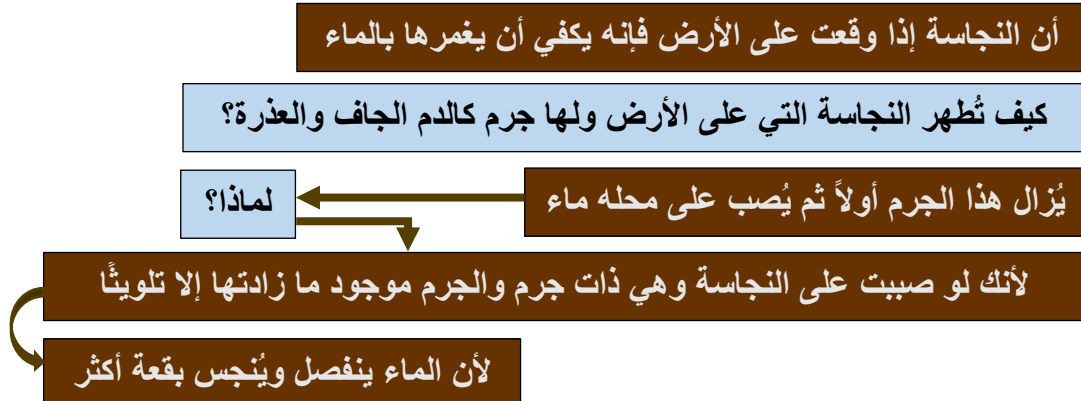 أن النجاسة إذا وقعت على الأرض فإنه يكفي أن يغمرها بالماء
كيف تُطهر النجاسة التي على الأرض ولها جرم كالدم الجاف والعذرة؟
يُزال هذا الجرم أولاً ثم يُصب على محله ماء
لماذا؟
لأنك لو صببت على النجاسة وهي ذات جرم والجرم موجود ما زادتها إلا تلويثًا
لأن الماء ينفصل ويُنجس بقعة أكثر